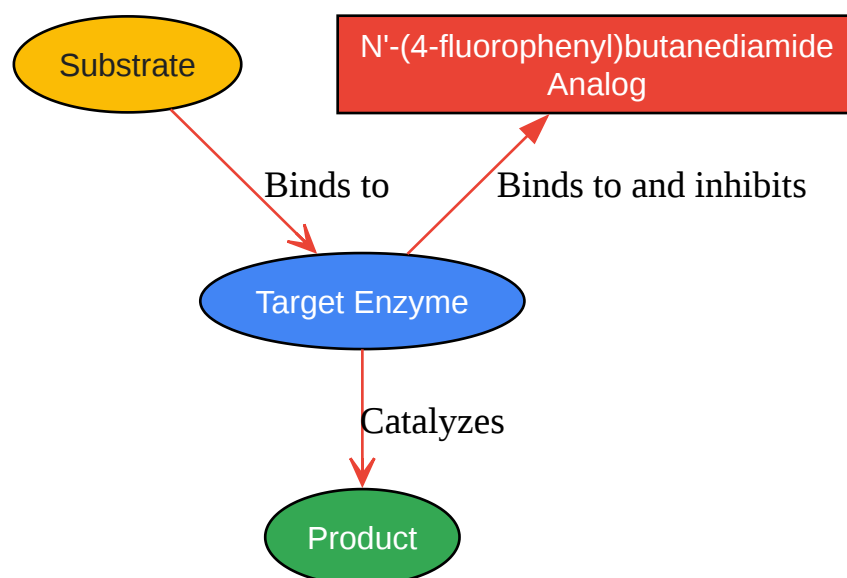 Substrate
N'-(4-fluorophenyl)butanediamide
Analog
Binds to
Binds to and inhibits
Target Enzyme
Catalyzes
Product